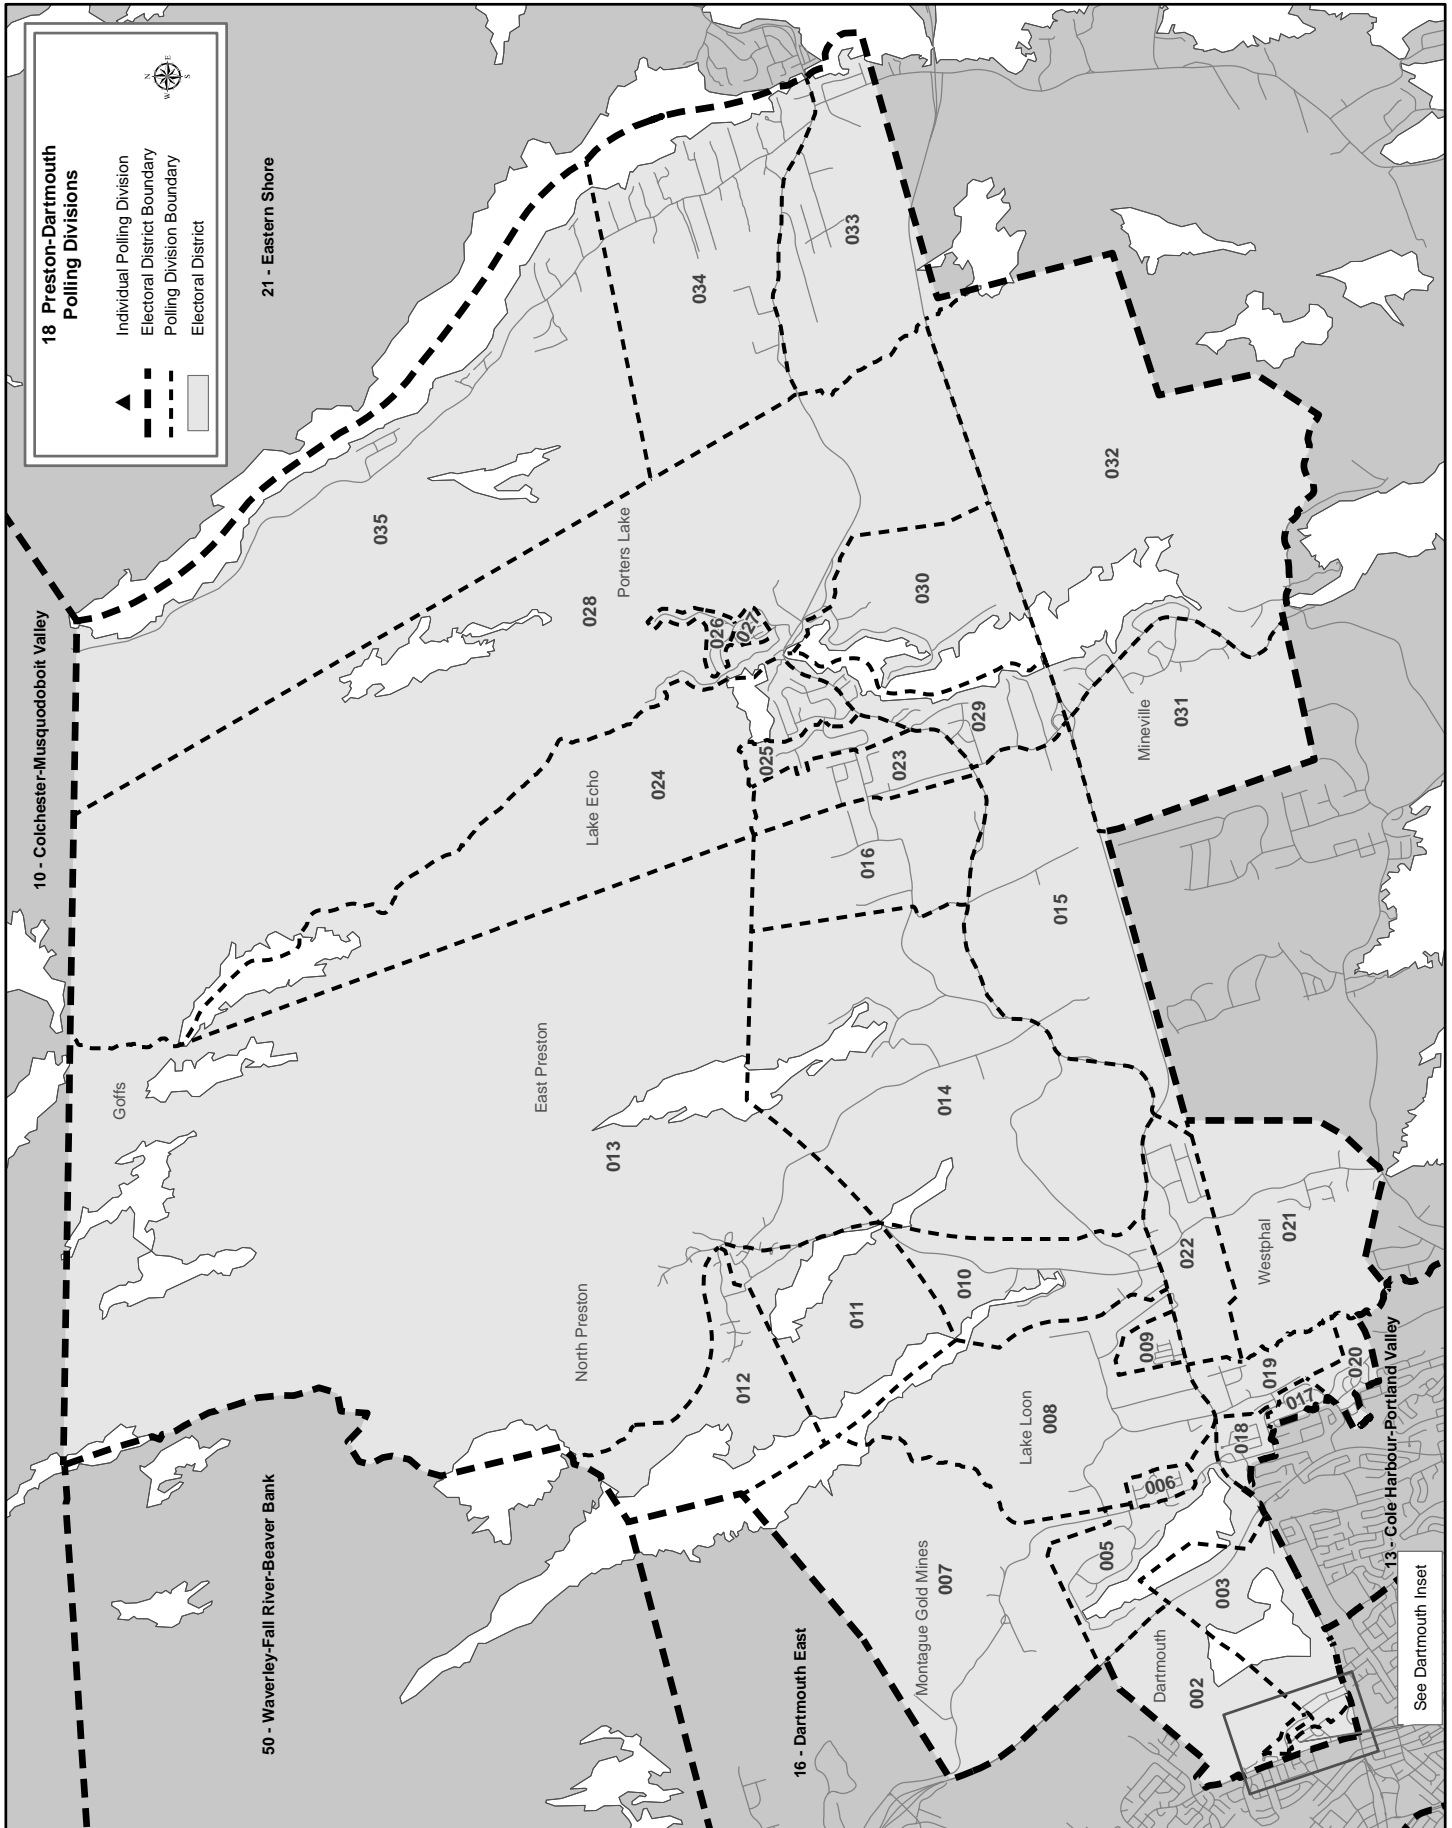 18 Preston-Dartmouth
Polling Divisions
N
W
E
S
Individual Polling Division
Electoral District Boundary
Polling Division Boundary
Electoral District
10 - Colchester-Musquodoboit Valley
21 - Eastern Shore
50 - Waverley-Fall River-Beaver Bank
16 - Dartmouth East
13 - Cole Harbour-Portland Valley
See Dartmouth Inset
Goffs
East Preston
North Preston
Lake Echo
Porters Lake
Mineville
Westphal
Lake Loon
Montague Gold Mines
Dartmouth
002
003
005
006
007
008
009
010
011
012
013
014
015
016
017
018
019
020
021
022
023
024
025
026
027
028
029
030
031
032
033
034
035